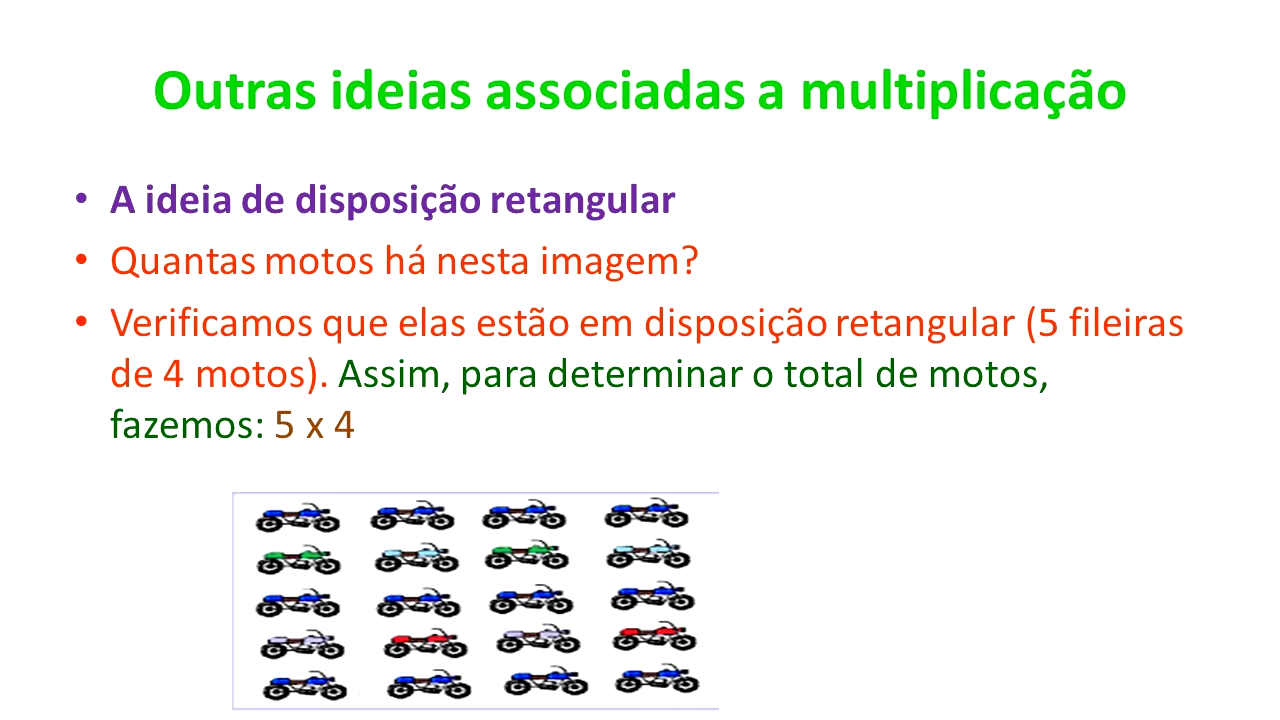 Outras ideias associadas a multiplicação
• A ideia de disposição retangular
• Quantas motos há nesta imagem?
• Verificamos que elas estão em disposição retangular (5 fileiras
de 4 motos). Assim, para determinar o total de motos,
fazemos: 5 x 4